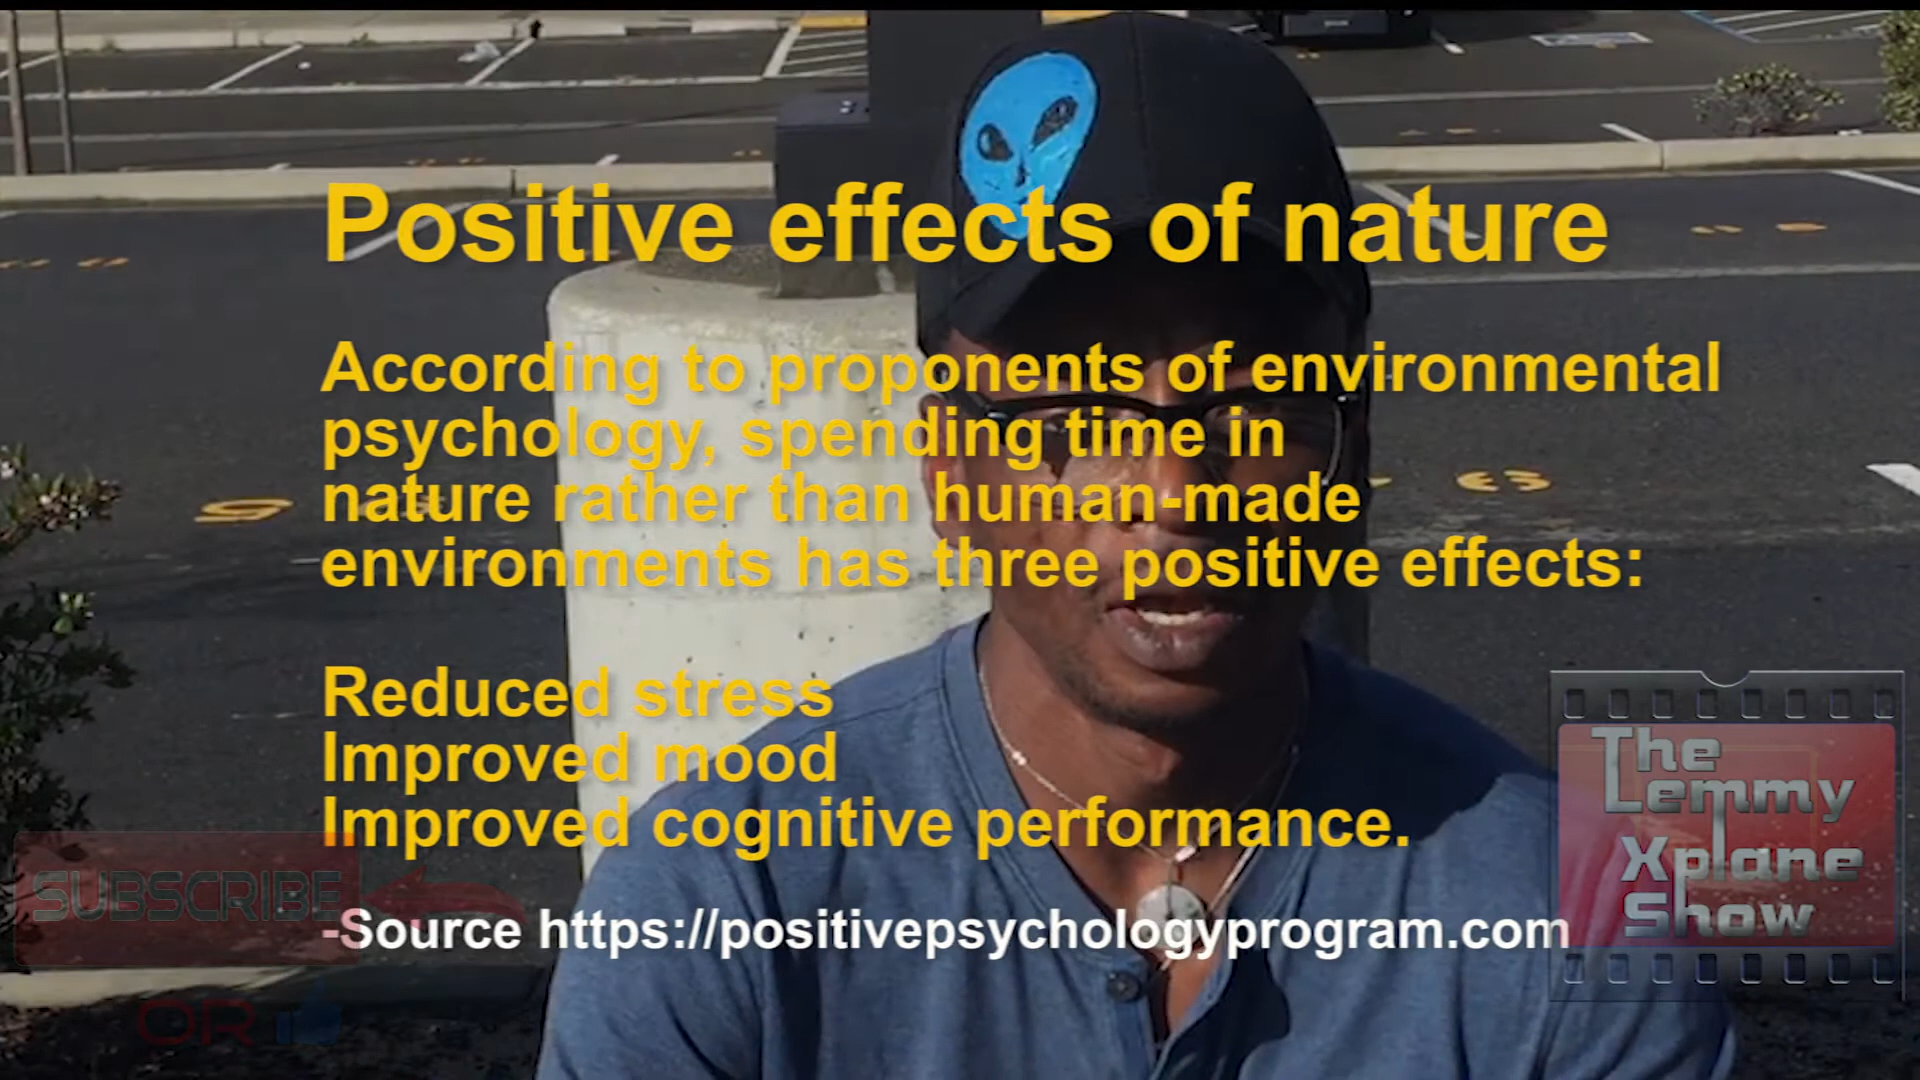 Positive effects of nature
According to proponents of environmental
psychology, spending time in
nature rather than human-made
environments has three positive effects:
Reduced stress
Improved mood
Improved cognitive performance.
-Source https://positivepsychologyprogram.com
The
Lemmy
Xplane
Show
SUBSCRIBE
OR